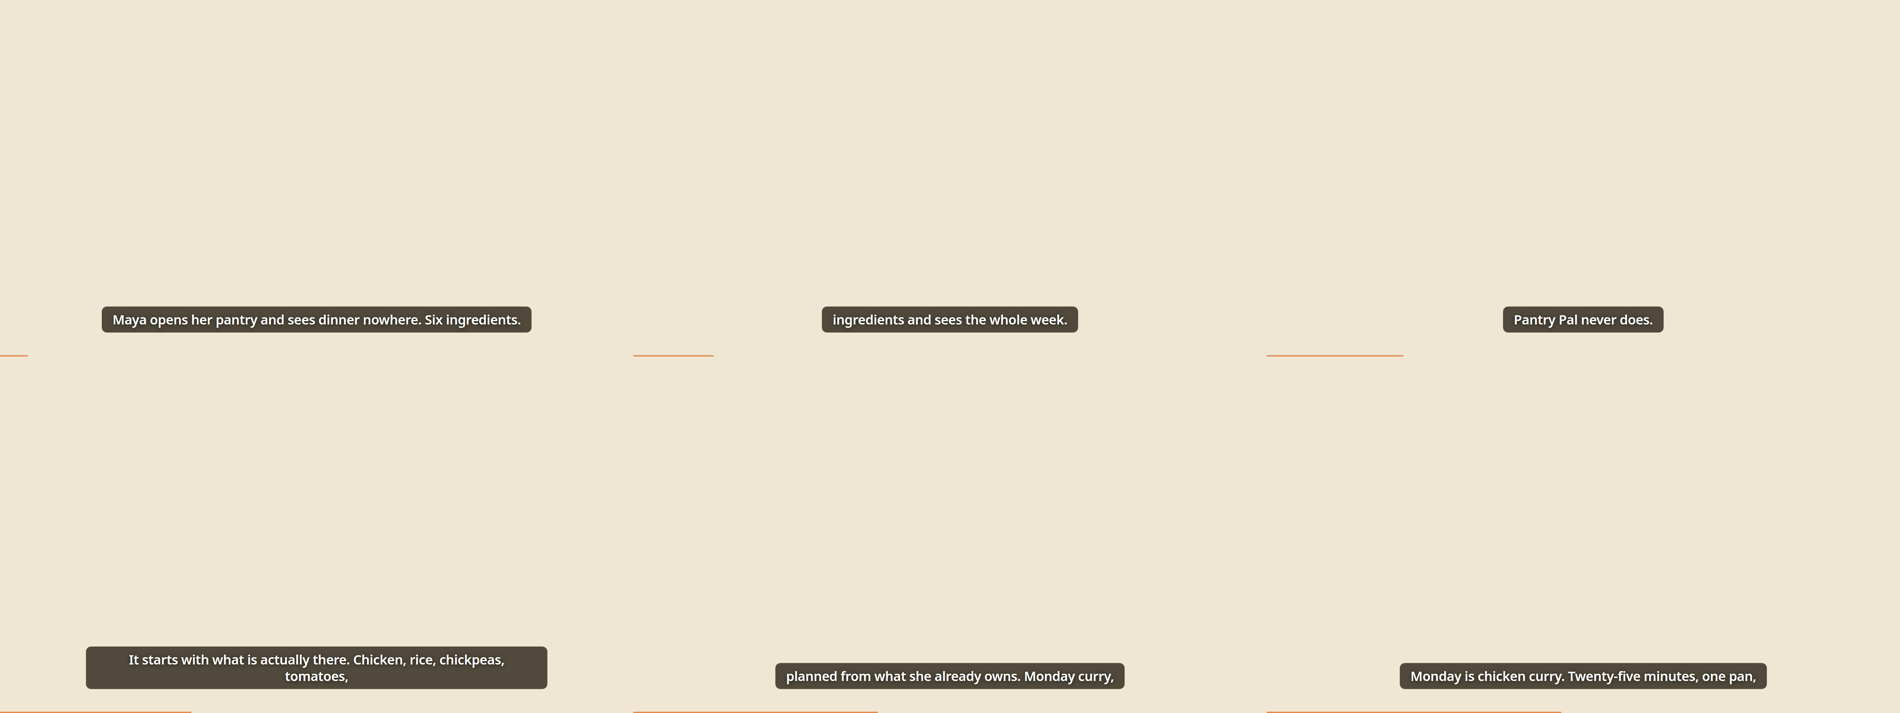 Maya opens her pantry and sees dinner nowhere. Six ingredients.
ingredients and sees the whole week.
Pantry Pal never does.
It starts with what is actually there. Chicken, rice, chickpeas,
tomatoes,
planned from what she already owns. Monday curry,
Monday is chicken curry. Twenty-five minutes, one pan,